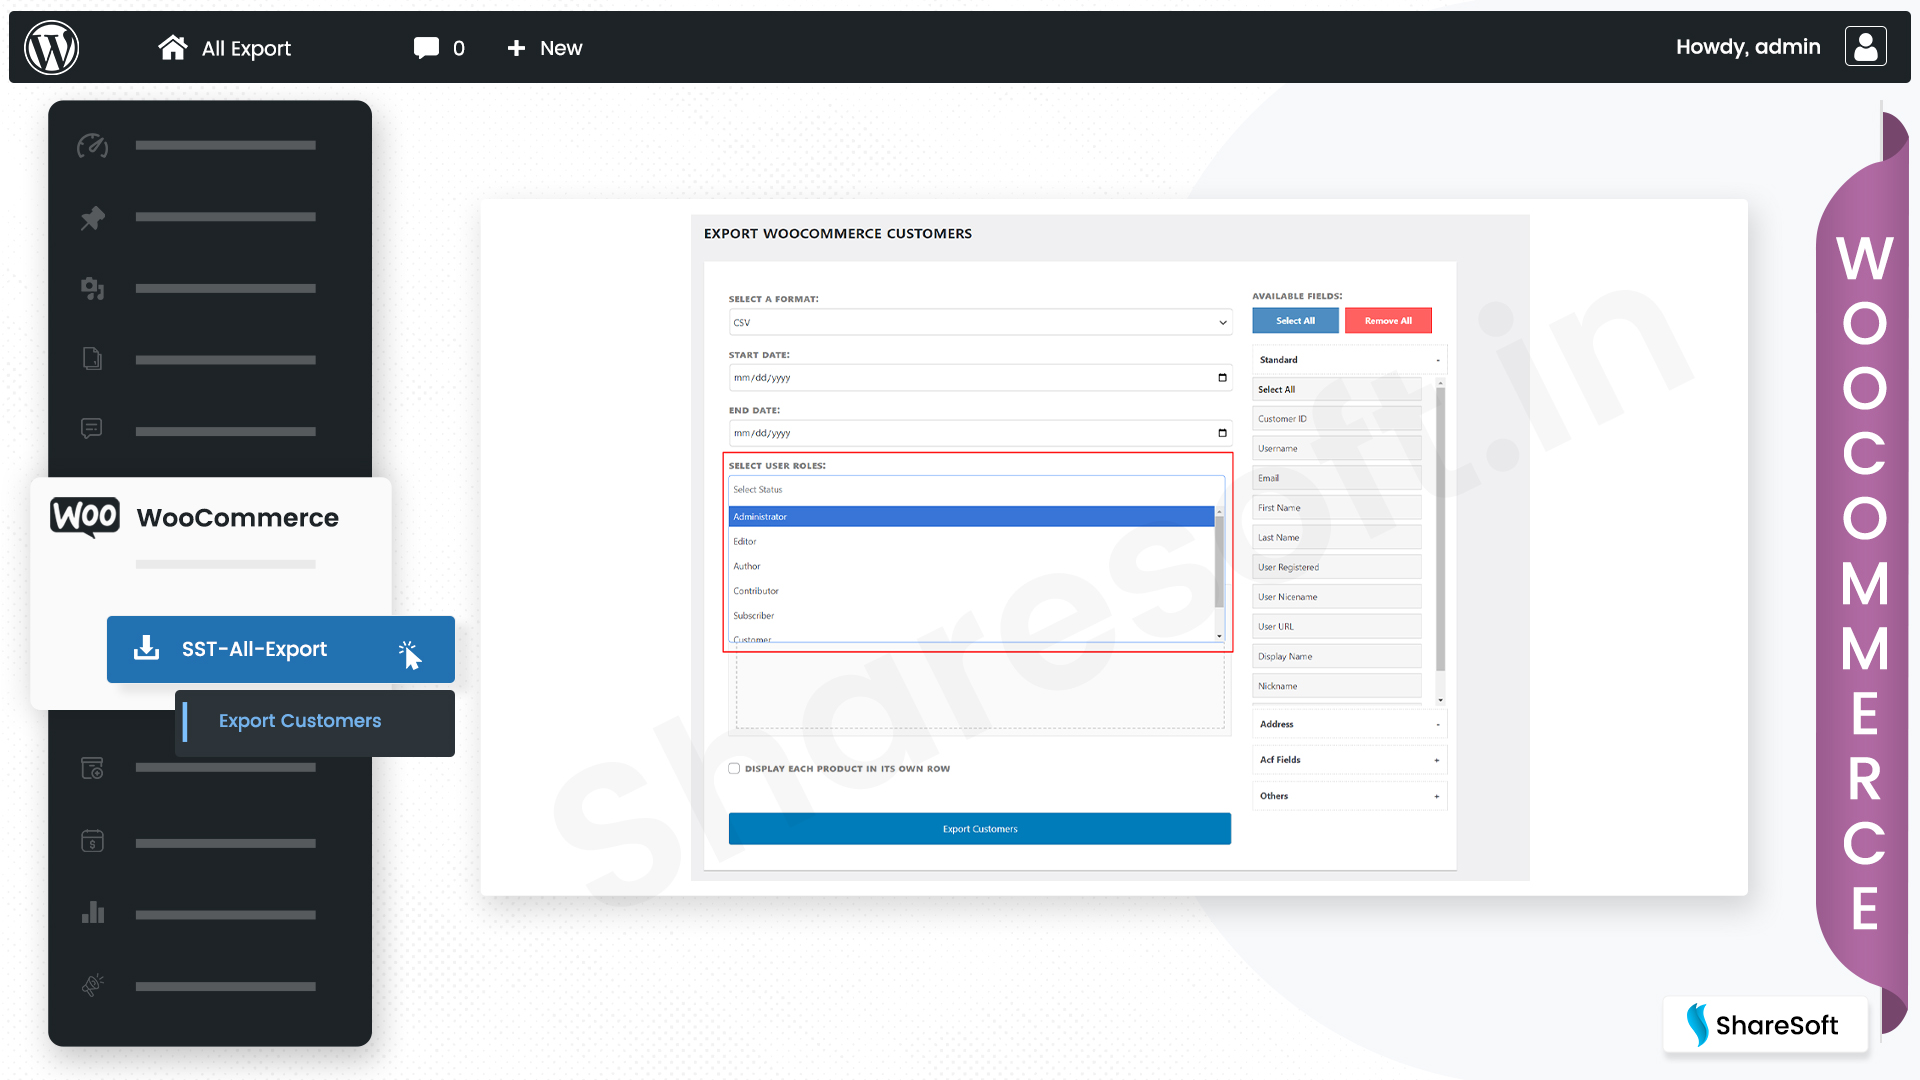 All Export
0
New
Howdy, admin
WOO
WooCommerce
SST-All-Export
Export Customers
EXPORT WOOCOMMERCE CUSTOMERS
SELECT A FORMAT:
CSV
START DATE:
mm/dd/yyyy
END DATE:
mm/dd/yyyy
SELECT USER ROLES:
Select Status
Administrator
Editor
Author
Contributor
Subscriber
Customer
DISPLAY EACH PRODUCT IN ITS OWN ROW
Export Customers
AVAILABLE FIELDS:
Select All
Remove All
Standard
-
Select All
Customer ID
Username
Email
First Name
Last Name
User Registered
User Nicename
User URL
Display Name
Nickname
Address
-
Acf Fields
+
Others
+
Sharesoft.in
WOOCOMMERCE
ShareSoft